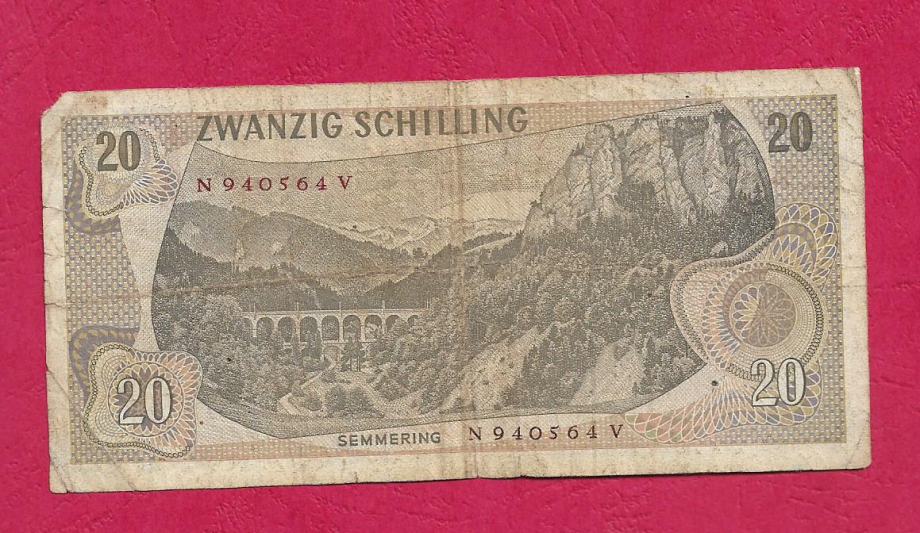 20 ZWANZIG SCHILLING 20
N 940564 V
20 20
SEMMERING N 940564 V